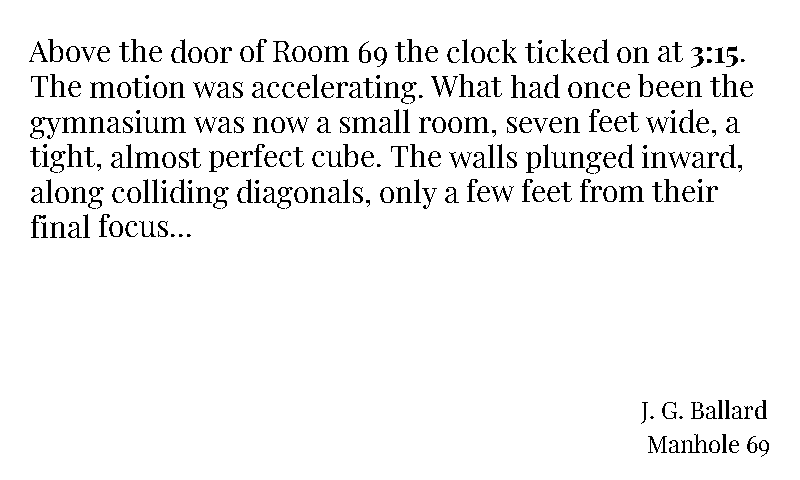 Above the door of Room 69 the clock ticked on at 3:15.
The motion was accelerating. What had once been the
gymnasium was now a small room, seven feet wide, a
tight, almost perfect cube. The walls plunged inward,
along colliding diagonals, only a few feet from their
final focus...
J. G. Ballard
Manhole 69